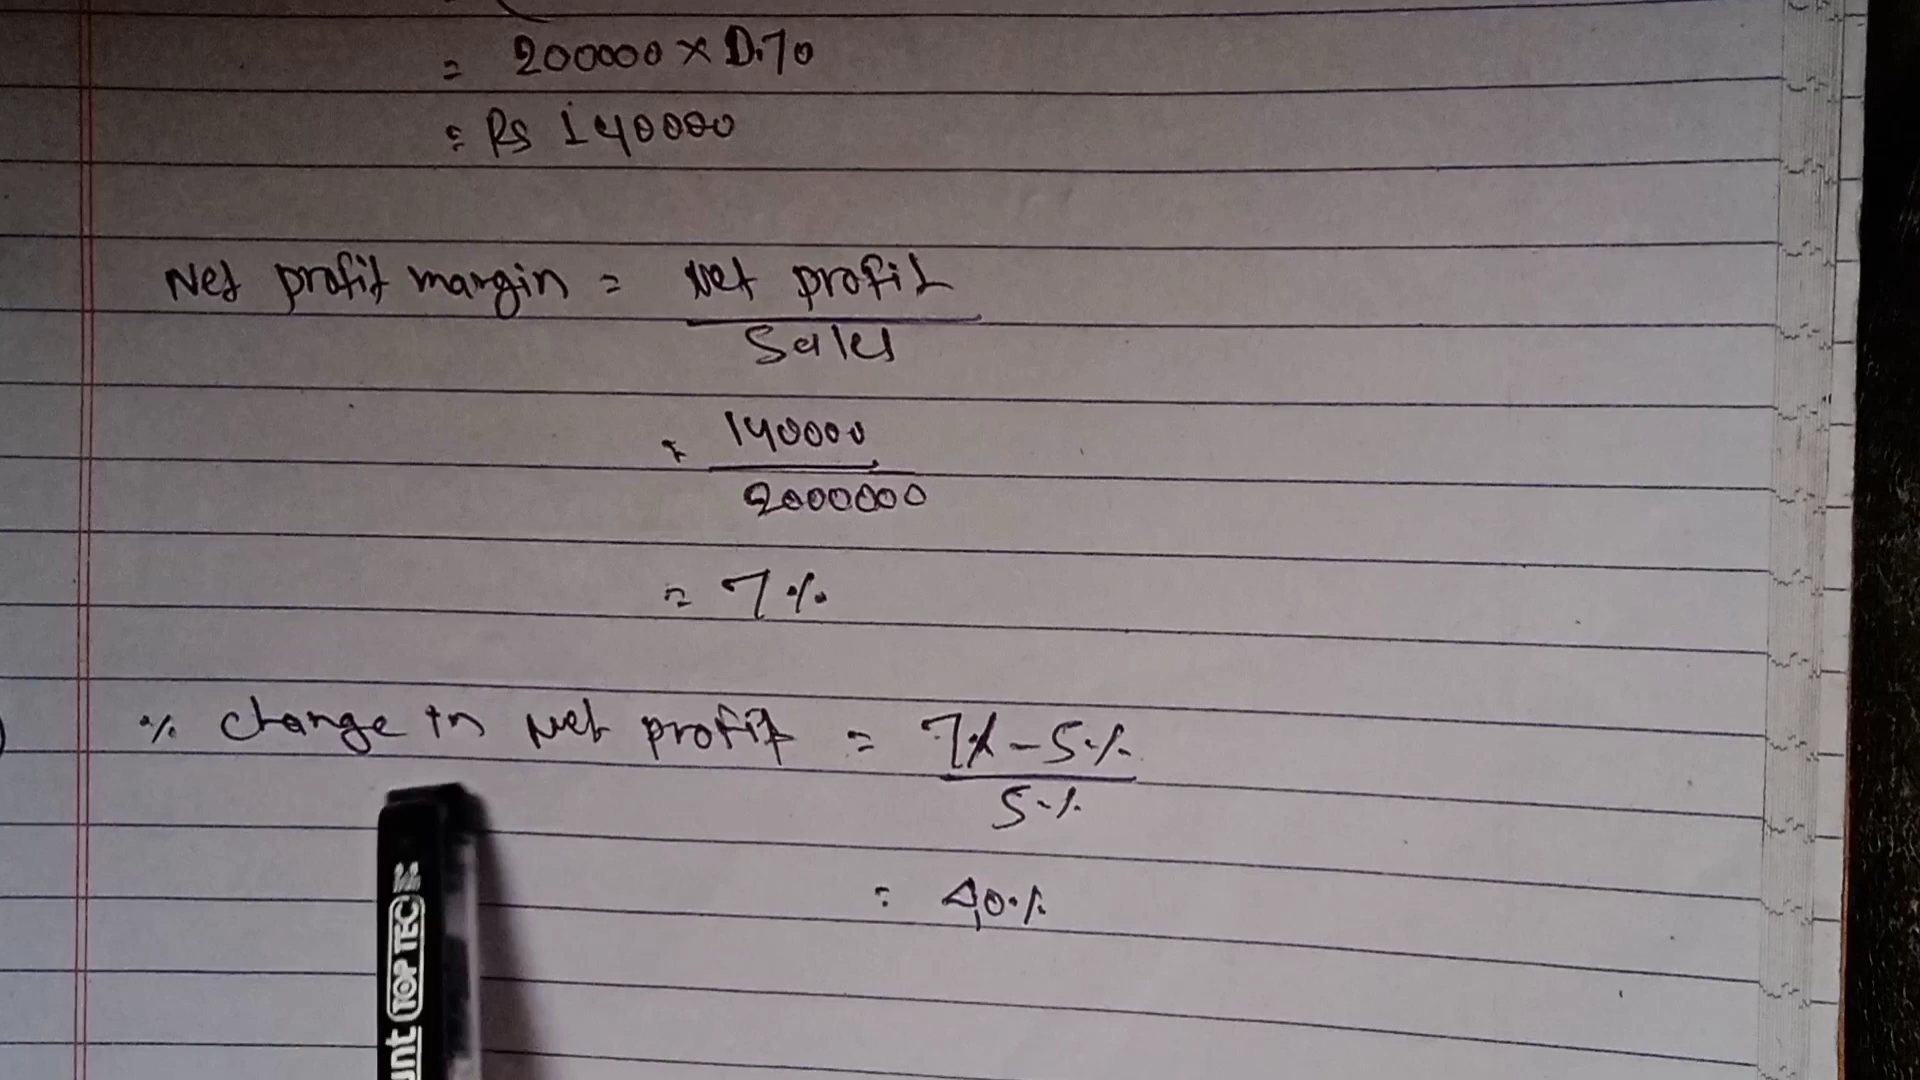 = 200000 × 0.70
= Rs 140000
Net profit margin = Net profit
Sales
= 140000
2000000
= 7%
% change in Net profit = 7% - 5%
5%
= 40%
unt TOP TEC